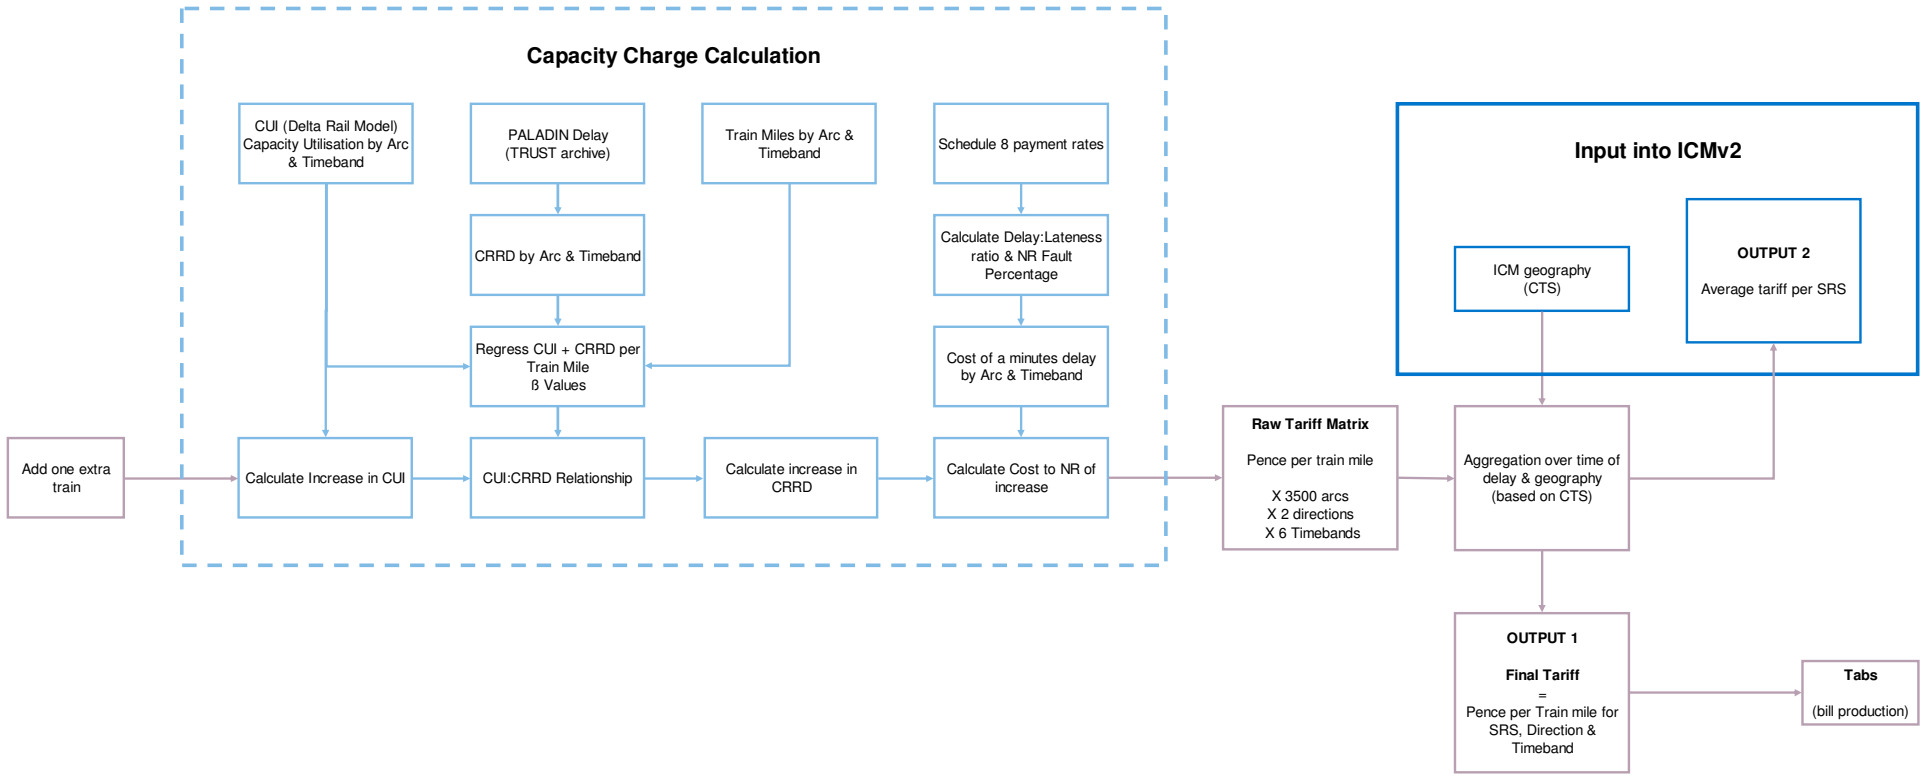 Capacity Charge Calculation
CUI (Delta Rail Model)
Capacity Utilisation by Arc
& Timeband
PALADIN Delay
(TRUST archive)
Train Miles by Arc &
Timeband
Schedule 8 payment rates
CRRD by Arc & Timeband
Calculate Delay:Lateness
ratio & NR Fault
Percentage
Regress CUI + CRRD per
Train Mile
ß Values
Cost of a minutes delay
by Arc & Timeband
Add one extra
train
Calculate Increase in CUI
CUI:CRRD Relationship
Calculate increase in
CRRD
Calculate Cost to NR of
increase
Raw Tariff Matrix
Pence per train mile
X 3500 arcs
X 2 directions
X 6 Timebands
Input into ICMv2
ICM geography
(CTS)
OUTPUT 2
Average tariff per SRS
Aggregation over time of
delay & geography
(based on CTS)
OUTPUT 1
Final Tariff
=
Pence per Train mile for
SRS, Direction &
Timeband
Tabs
(bill production)